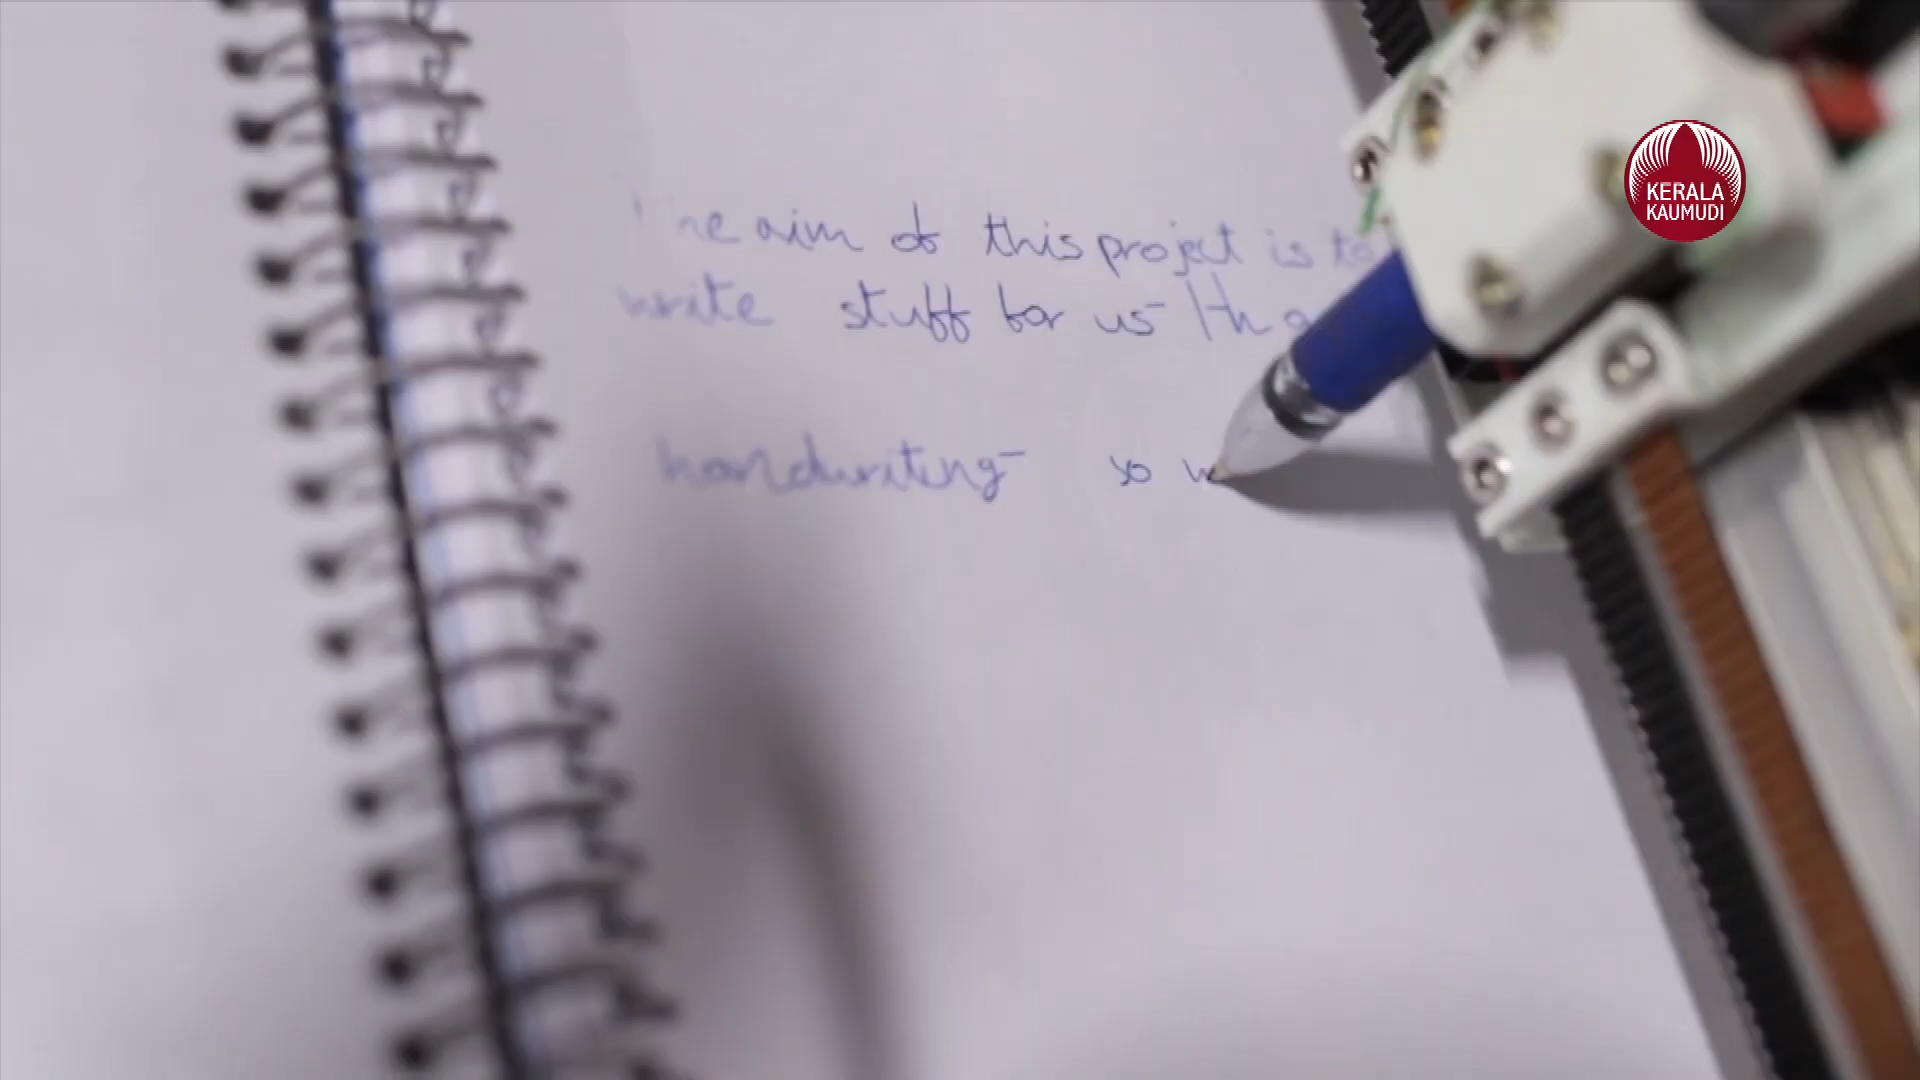 The aim of this project is to
write stuff for us
handwriting so
KERALA
KAUMUDI